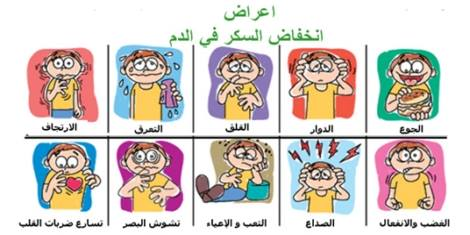 اعراض
انخفاض السكر في الدم
الجوع
الدوار
القلق
التعرق
الارتجاف
الغضب والانفعال
الصداع
التعب و الإعياء
تشوش البصر
تسارع ضربات القلب